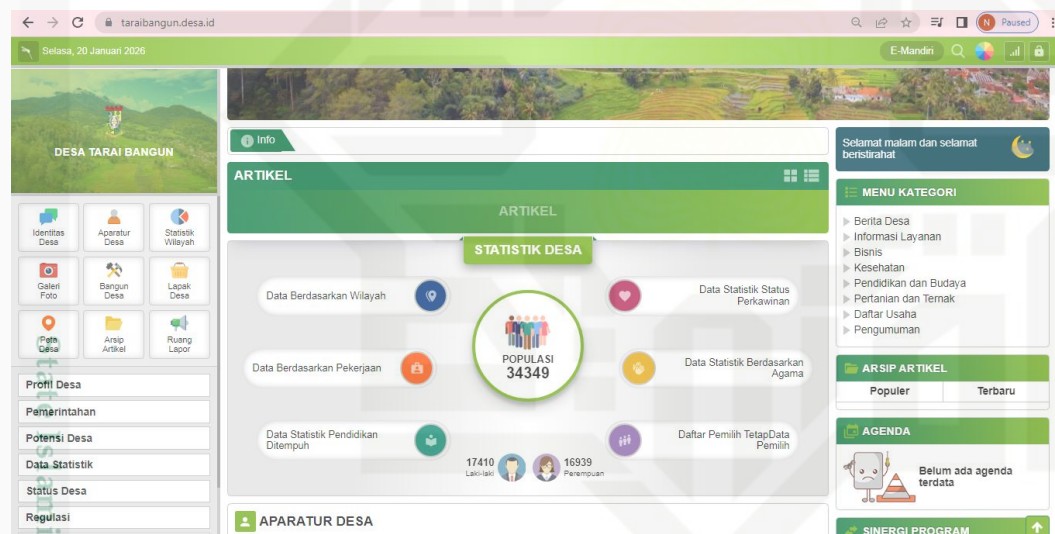 taraibangun.desa.id
Paused
N
Selasa, 20 Januari 2026
E-Mandiri
DESA TARAI BANGUN
Identitas
Desa
Aparatur
Desa
Statistik
Wilayah
Galeri
Foto
Bangun
Desa
Lapak
Desa
Peta
Desa
Arsip
Artikel
Ruang
Lapor
Profil Desa
Pemerintahan
Potensi Desa
Data Statistik
Status Desa
Regulasi
Info
ARTIKEL
ARTIKEL
STATISTIK DESA
Data Berdasarkan Wilayah
Data Statistik Status
Perkawinan
POPULASI
34349
Data Berdasarkan Pekerjaan
Data Statistik Berdasarkan
Agama
Data Statistik Pendidikan
Ditempuh
Daftar Pemilih TetapData
Pemilih
17410
Laki-laki
16939
Perempuan
APARATUR DESA
Selamat malam dan selamat
beristirahat
MENU KATEGORI
Berita Desa
Informasi Layanan
Bisnis
Kesehatan
Pendidikan dan Budaya
Pertanian dan Ternak
Daftar Usaha
Pengumuman
ARSIP ARTIKEL
Populer Terbaru
AGENDA
Belum ada agenda
terdata
SINERGI PROGRAM